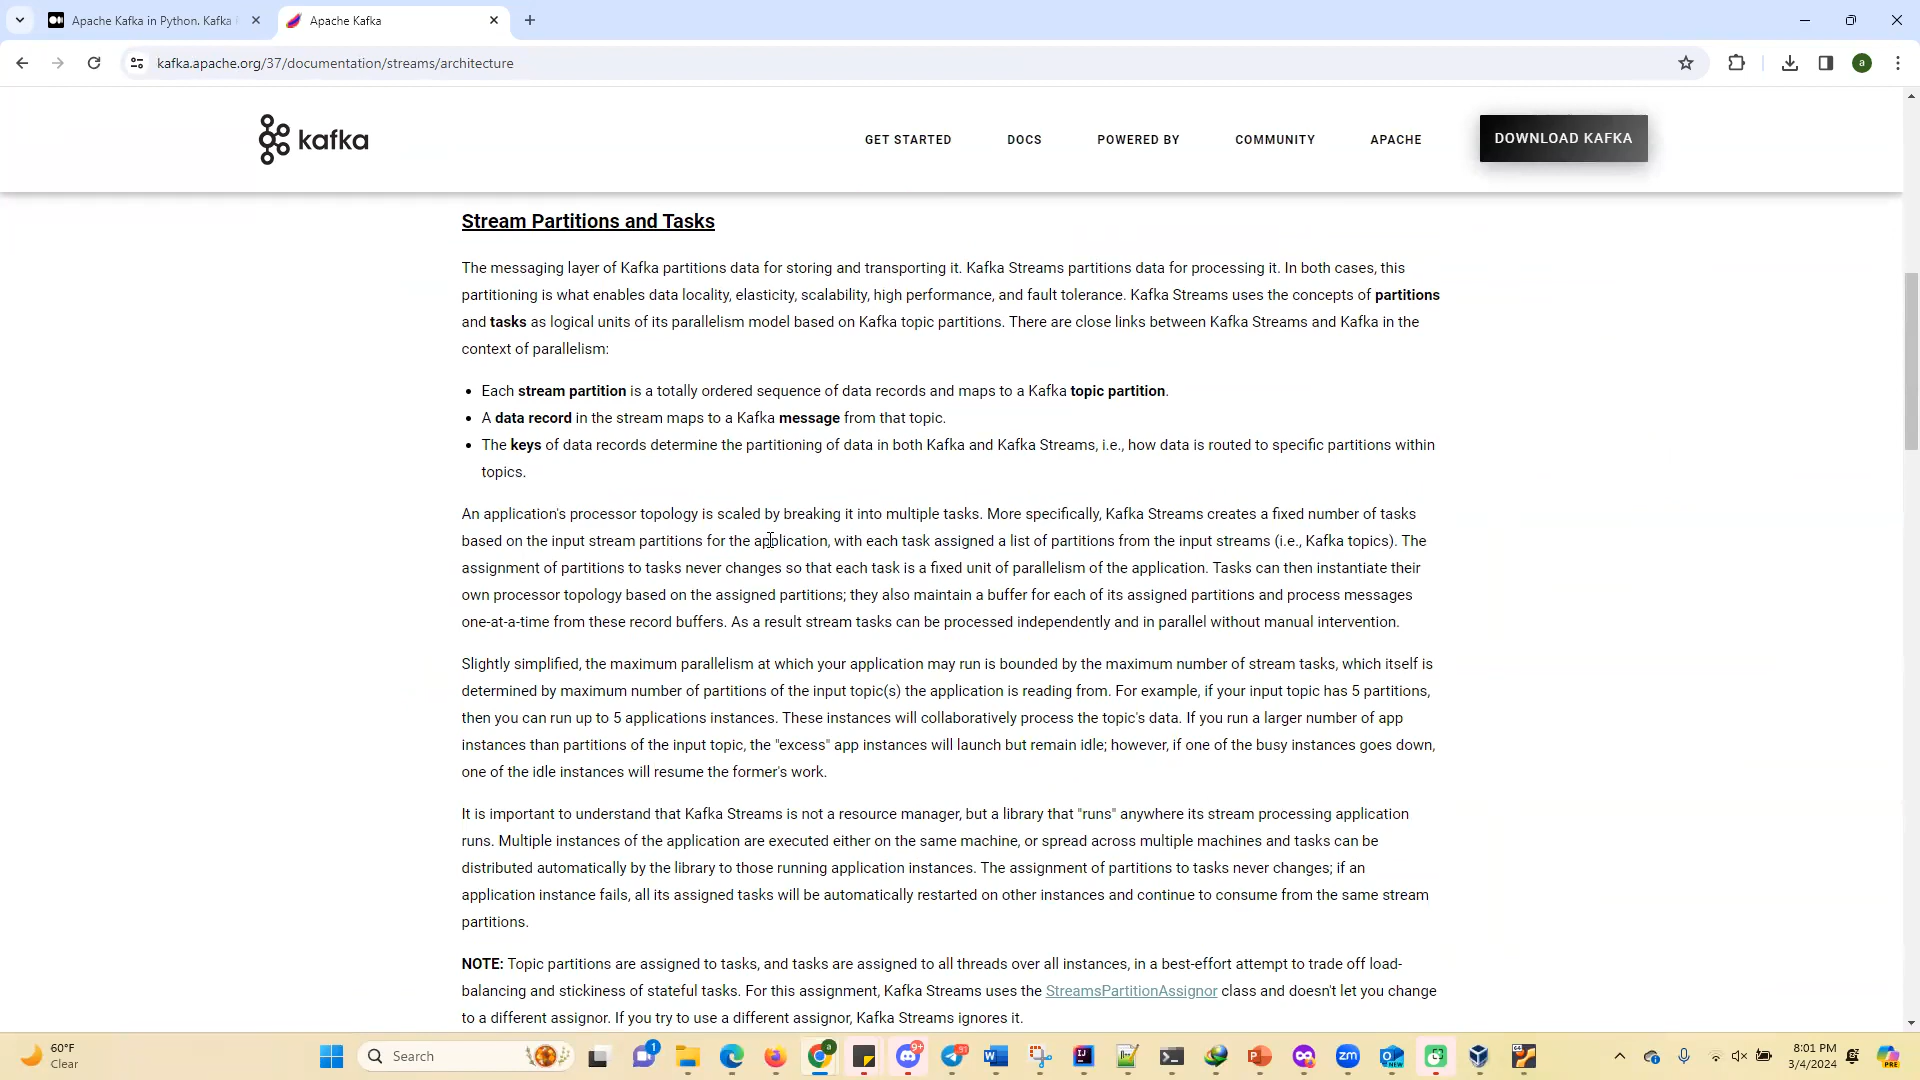 Apache Kafka in Python. Kafka
Apache Kafka
kafka.apache.org/37/documentation/streams/architecture
a
kafka
GET STARTED
DOCS
POWERED BY
COMMUNITY
APACHE
DOWNLOAD KAFKA
Stream Partitions and Tasks
The messaging layer of Kafka partitions data for storing and transporting it. Kafka Streams partitions data for processing it. In both cases, this
partitioning is what enables data locality, elasticity, scalability, high performance, and fault tolerance. Kafka Streams uses the concepts of partitions
and tasks as logical units of its parallelism model based on Kafka topic partitions. There are close links between Kafka Streams and Kafka in the
context of parallelism:
• Each stream partition is a totally ordered sequence of data records and maps to a Kafka topic partition.
• A data record in the stream maps to a Kafka message from that topic.
• The keys of data records determine the partitioning of data in both Kafka and Kafka Streams, i.e., how data is routed to specific partitions within
topics.
An application's processor topology is scaled by breaking it into multiple tasks. More specifically, Kafka Streams creates a fixed number of tasks
based on the input stream partitions for the application, with each task assigned a list of partitions from the input streams (i.e., Kafka topics). The
assignment of partitions to tasks never changes so that each task is a fixed unit of parallelism of the application. Tasks can then instantiate their
own processor topology based on the assigned partitions; they also maintain a buffer for each of its assigned partitions and process messages
one-at-a-time from these record buffers. As a result stream tasks can be processed independently and in parallel without manual intervention.
Slightly simplified, the maximum parallelism at which your application may run is bounded by the maximum number of stream tasks, which itself is
determined by maximum number of partitions of the input topic(s) the application is reading from. For example, if your input topic has 5 partitions,
then you can run up to 5 applications instances. These instances will collaboratively process the topic's data. If you run a larger number of app
instances than partitions of the input topic, the "excess" app instances will launch but remain idle; however, if one of the busy instances goes down,
one of the idle instances will resume the former's work.
It is important to understand that Kafka Streams is not a resource manager, but a library that "runs" anywhere its stream processing application
runs. Multiple instances of the application are executed either on the same machine, or spread across multiple machines and tasks can be
distributed automatically by the library to those running application instances. The assignment of partitions to tasks never changes; if an
application instance fails, all its assigned tasks will be automatically restarted on other instances and continue to consume from the same stream
partitions.
NOTE: Topic partitions are assigned to tasks, and tasks are assigned to all threads over all instances, in a best-effort attempt to trade off load-
balancing and stickiness of stateful tasks. For this assignment, Kafka Streams uses the StreamsPartitionAssignor class and doesn't let you change
to a different assignor. If you try to use a different assignor, Kafka Streams ignores it.
60°F
Clear
Search
1
a
9+
91
zm
8:01 PM
3/4/2024